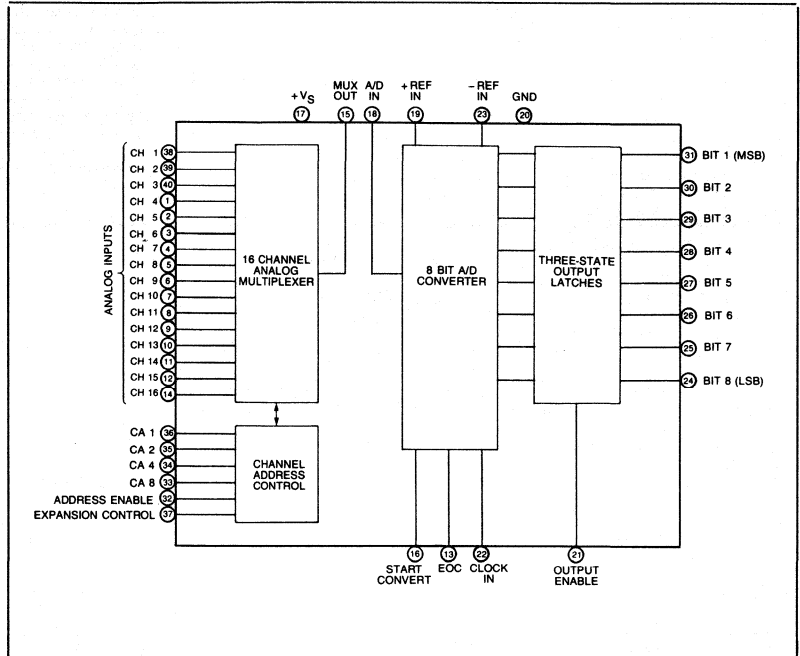 +VS
17
MUX OUT
15
A/D IN
18
+ REF IN
19
– REF IN
23
GND
20
ANALOG INPUTS
CH 1 38
CH 2 39
CH 3 40
CH 4 1
CH 5 2
CH 6 3
CH 7 4
CH 8 5
CH 9 6
CH 10 7
CH 11 8
CH 12 9
CH 13 10
CH 14 11
CH 15 12
CH 16 14
16 CHANNEL
ANALOG
MULTIPLEXER
8 BIT A/D
CONVERTER
THREE-STATE
OUTPUT
LATCHES
31 BIT 1 (MSB)
30 BIT 2
29 BIT 3
28 BIT 4
27 BIT 5
26 BIT 6
25 BIT 7
24 BIT 8 (LSB)
CA 1 36
CA 2 35
CA 4 34
CA 8 33
ADDRESS ENABLE 32
EXPANSION CONTROL 37
CHANNEL
ADDRESS
CONTROL
16
START
CONVERT
13
EOC
22
CLOCK
IN
21
OUTPUT
ENABLE